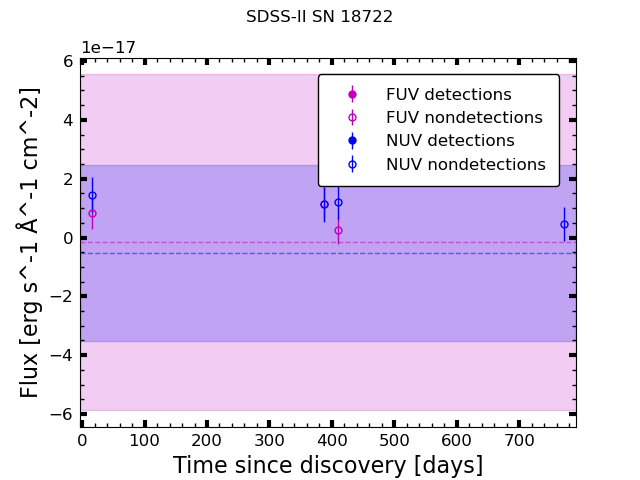 SDSS-II SN 18722
1e−17
6
4
2
0
−2
−4
−6
Flux [erg s^-1 Å^-1 cm^-2]
FUV detections
FUV nondetections
NUV detections
NUV nondetections
0 100 200 300 400 500 600 700
Time since discovery [days]